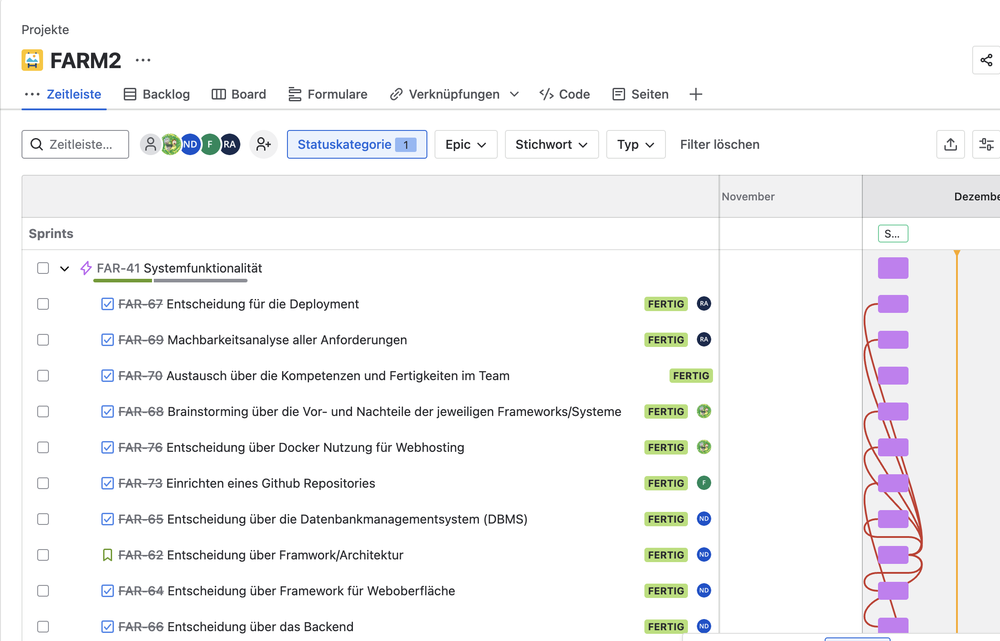 Projekte
FARM2
Zeitleiste Backlog Board Formulare Verknüpfungen Code Seiten
Zeitleiste... ND F RA Statuskategorie 1 Epic Stichwort Typ Filter löschen
November Dezembe
Sprints S...
FAR-41 Systemfunktionalität
FAR-67 Entscheidung für die Deployment FERTIG RA
FAR-69 Machbarkeitsanalyse aller Anforderungen FERTIG RA
FAR-70 Austausch über die Kompetenzen und Fertigkeiten im Team FERTIG
FAR-68 Brainstorming über die Vor- und Nachteile der jeweiligen Frameworks/Systeme FERTIG
FAR-76 Entscheidung über Docker Nutzung für Webhosting FERTIG
FAR-73 Einrichten eines Github Repositories FERTIG F
FAR-65 Entscheidung über die Datenbankmanagementsystem (DBMS) FERTIG ND
FAR-62 Entscheidung über Framwork/Architektur FERTIG ND
FAR-64 Entscheidung über Framework für Weboberfläche FERTIG ND
FAR-66 Entscheidung über das Backend FERTIG ND